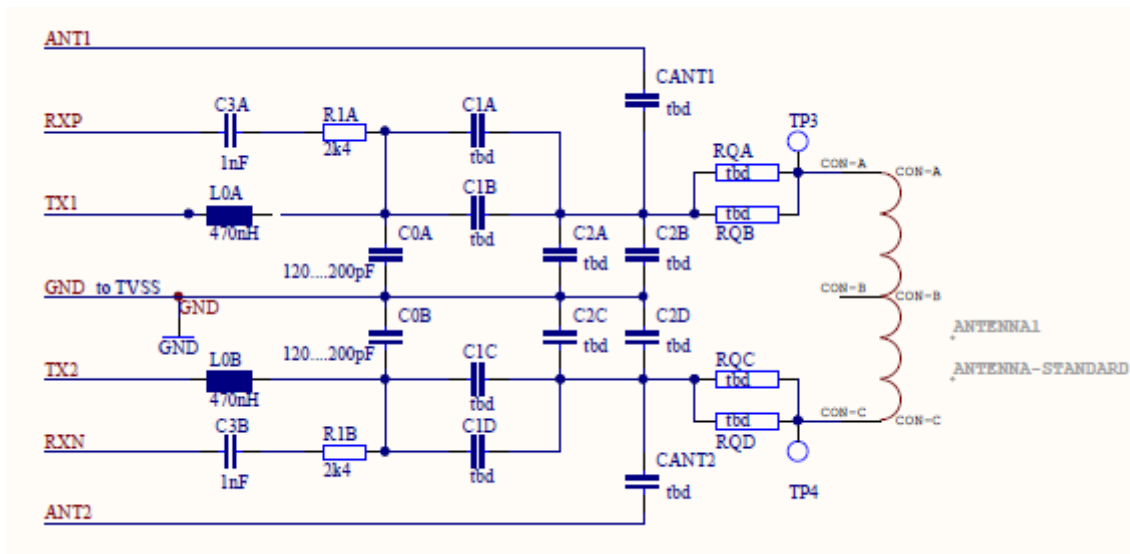 ANT1
CANT1
tbd
C3A
R1A
C1A
RXP
1nF
2k4
tbd
TP3
RQA
tbd
CON-A
CON-A
L0A
C1B
TX1
470nH
tbd
tbd
RQB
C0A
C2A
C2B
120....200pF
tbd
tbd
GND to TVSS
GND
CON-B
CON-B
GND
C0B
C2C
C2D
ANTENNA1
120....200pF
tbd
tbd
L0B
C1C
RQC
TX2
470nH
tbd
tbd
ANTENNA-STANDARD
C3B
R1B
C1D
tbd
CON-C
CON-C
RXN
RQD
1nF
2k4
tbd
CANT2
tbd
TP4
ANT2